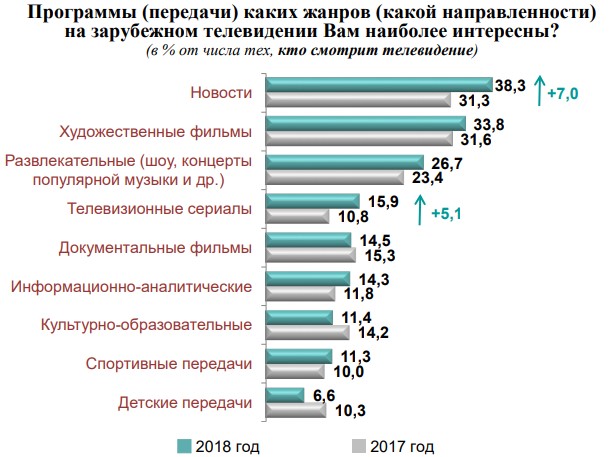 Программы (передачи) каких жанров (какой направленности)
на зарубежном телевидении Вам наиболее интересны?
(в % от числа тех, кто смотрит телевидение)
Новости
38,3
31,3
+7,0
Художественные фильмы
33,8
31,6
Развлекательные (шоу, концерты
популярной музыки и др.)
26,7
23,4
Телевизионные сериалы
15,9
10,8
+5,1
Документальные фильмы
14,5
15,3
Информационно-аналитические
14,3
11,8
Культурно-образовательные
11,4
14,2
Спортивные передачи
11,3
10,0
Детские передачи
6,6
10,3
2018 год
2017 год